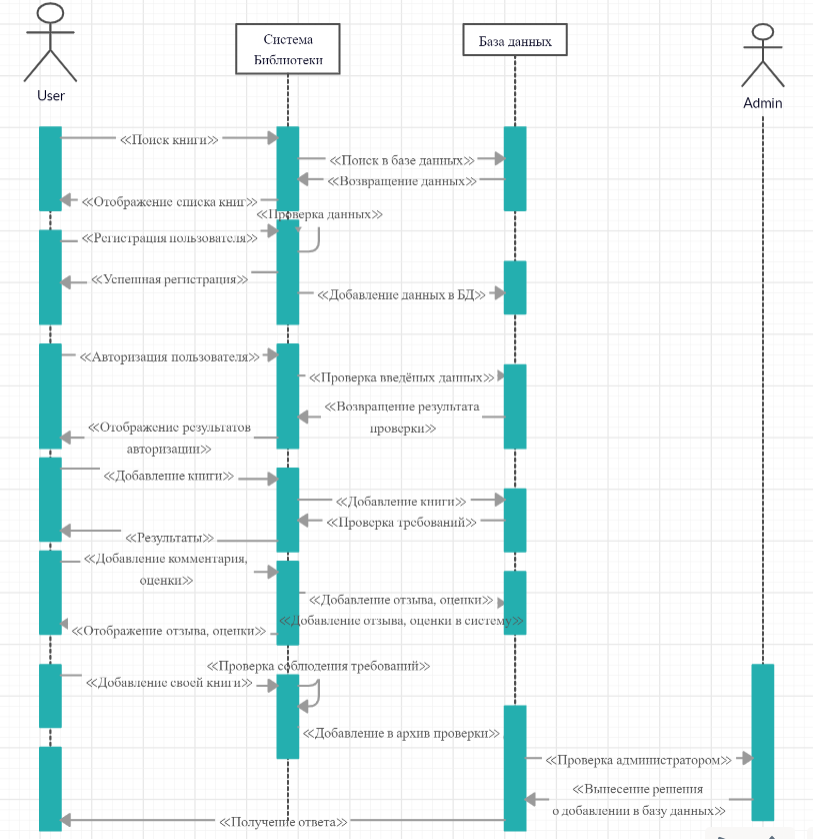 Система
Библиотеки
База данных
User
Admin
≪Поиск книги≫
≪Поиск в базе данных≫
≪Возвращение данных≫
≪Отображение списка книг≫
≪Проверка данных≫
≪Регистрация пользователя≫
≪Успешная регистрация≫
≪Добавление данных в БД≫
≪Авторизация пользователя≫
≪Проверка введёных данных≫
≪Возвращение результата
проверки≫
≪Отображение результатов
авторизации≫
≪Добавление книги≫
≪Добавление книги≫
≪Проверка требований≫
≪Результаты≫
≪Добавление комментария,
оценки≫
≪Добавление отзыва, оценки≫
≪Добавление отзыва, оценки в систему≫
≪Отображение отзыва, оценки≫
≪Проверка соблюдения требований≫
≪Добавление своей книги≫
≪Добавление в архив проверки≫
≪Проверка администратором≫
≪Вынесение решения
о добавлении в базу данных≫
≪Получение ответа≫